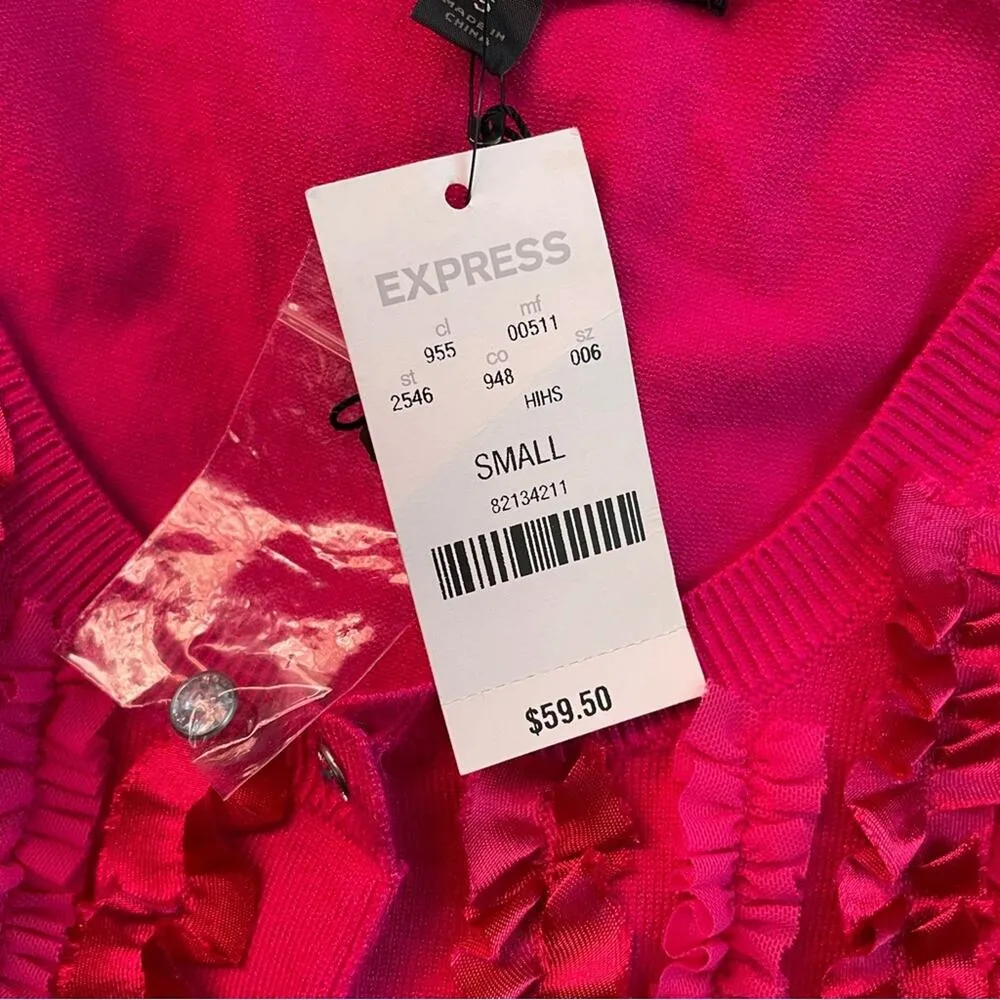 S
MADE IN
CHINA
EXPRESS
cl mf
955 00511
st co sz
2546 948 006
HIHS
SMALL
82134211
$59.50